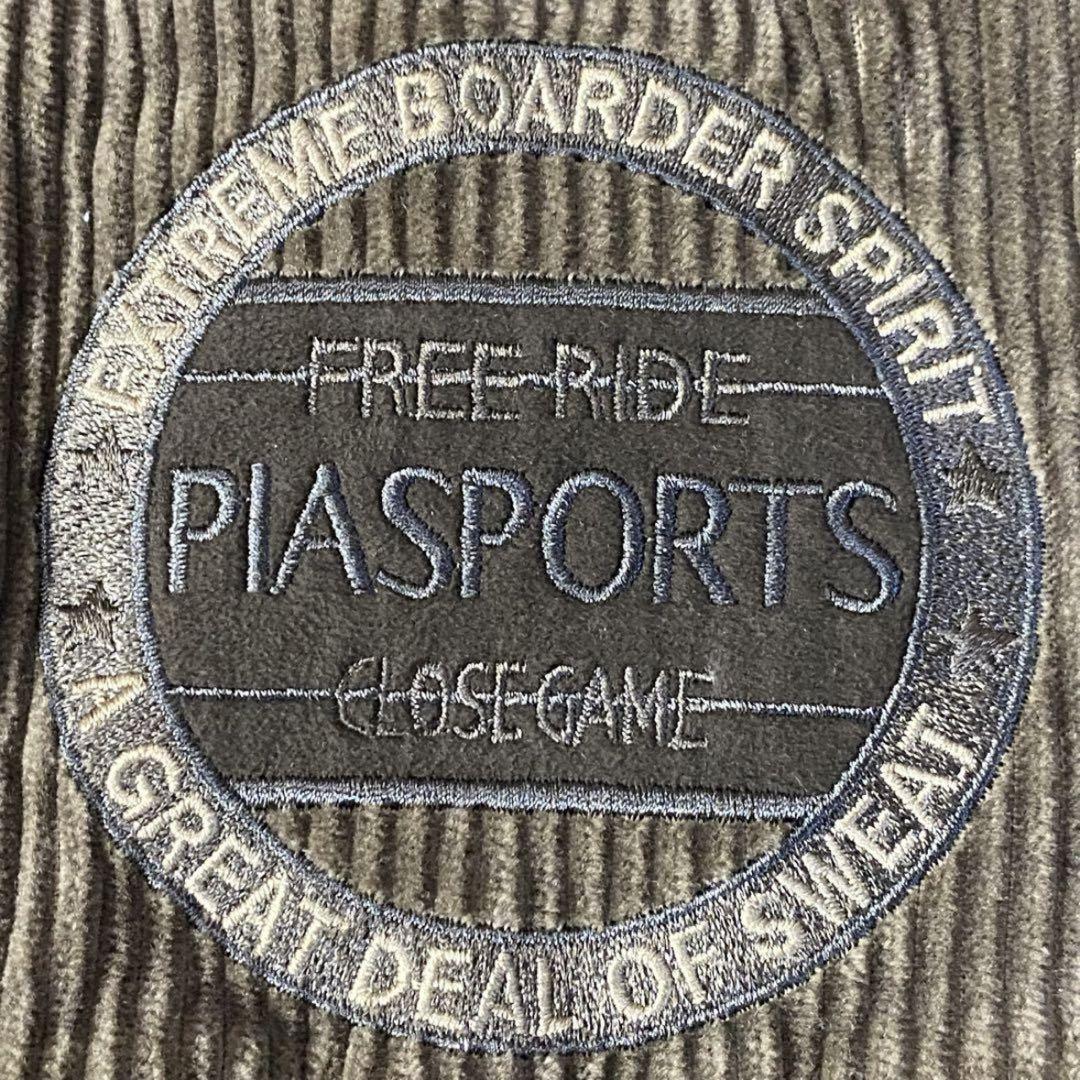 EXTREME BOARDER SPIRIT
FREE RIDE
PIASPORTS
CLOSE GAME
A GREAT DEAL OF SWEAT